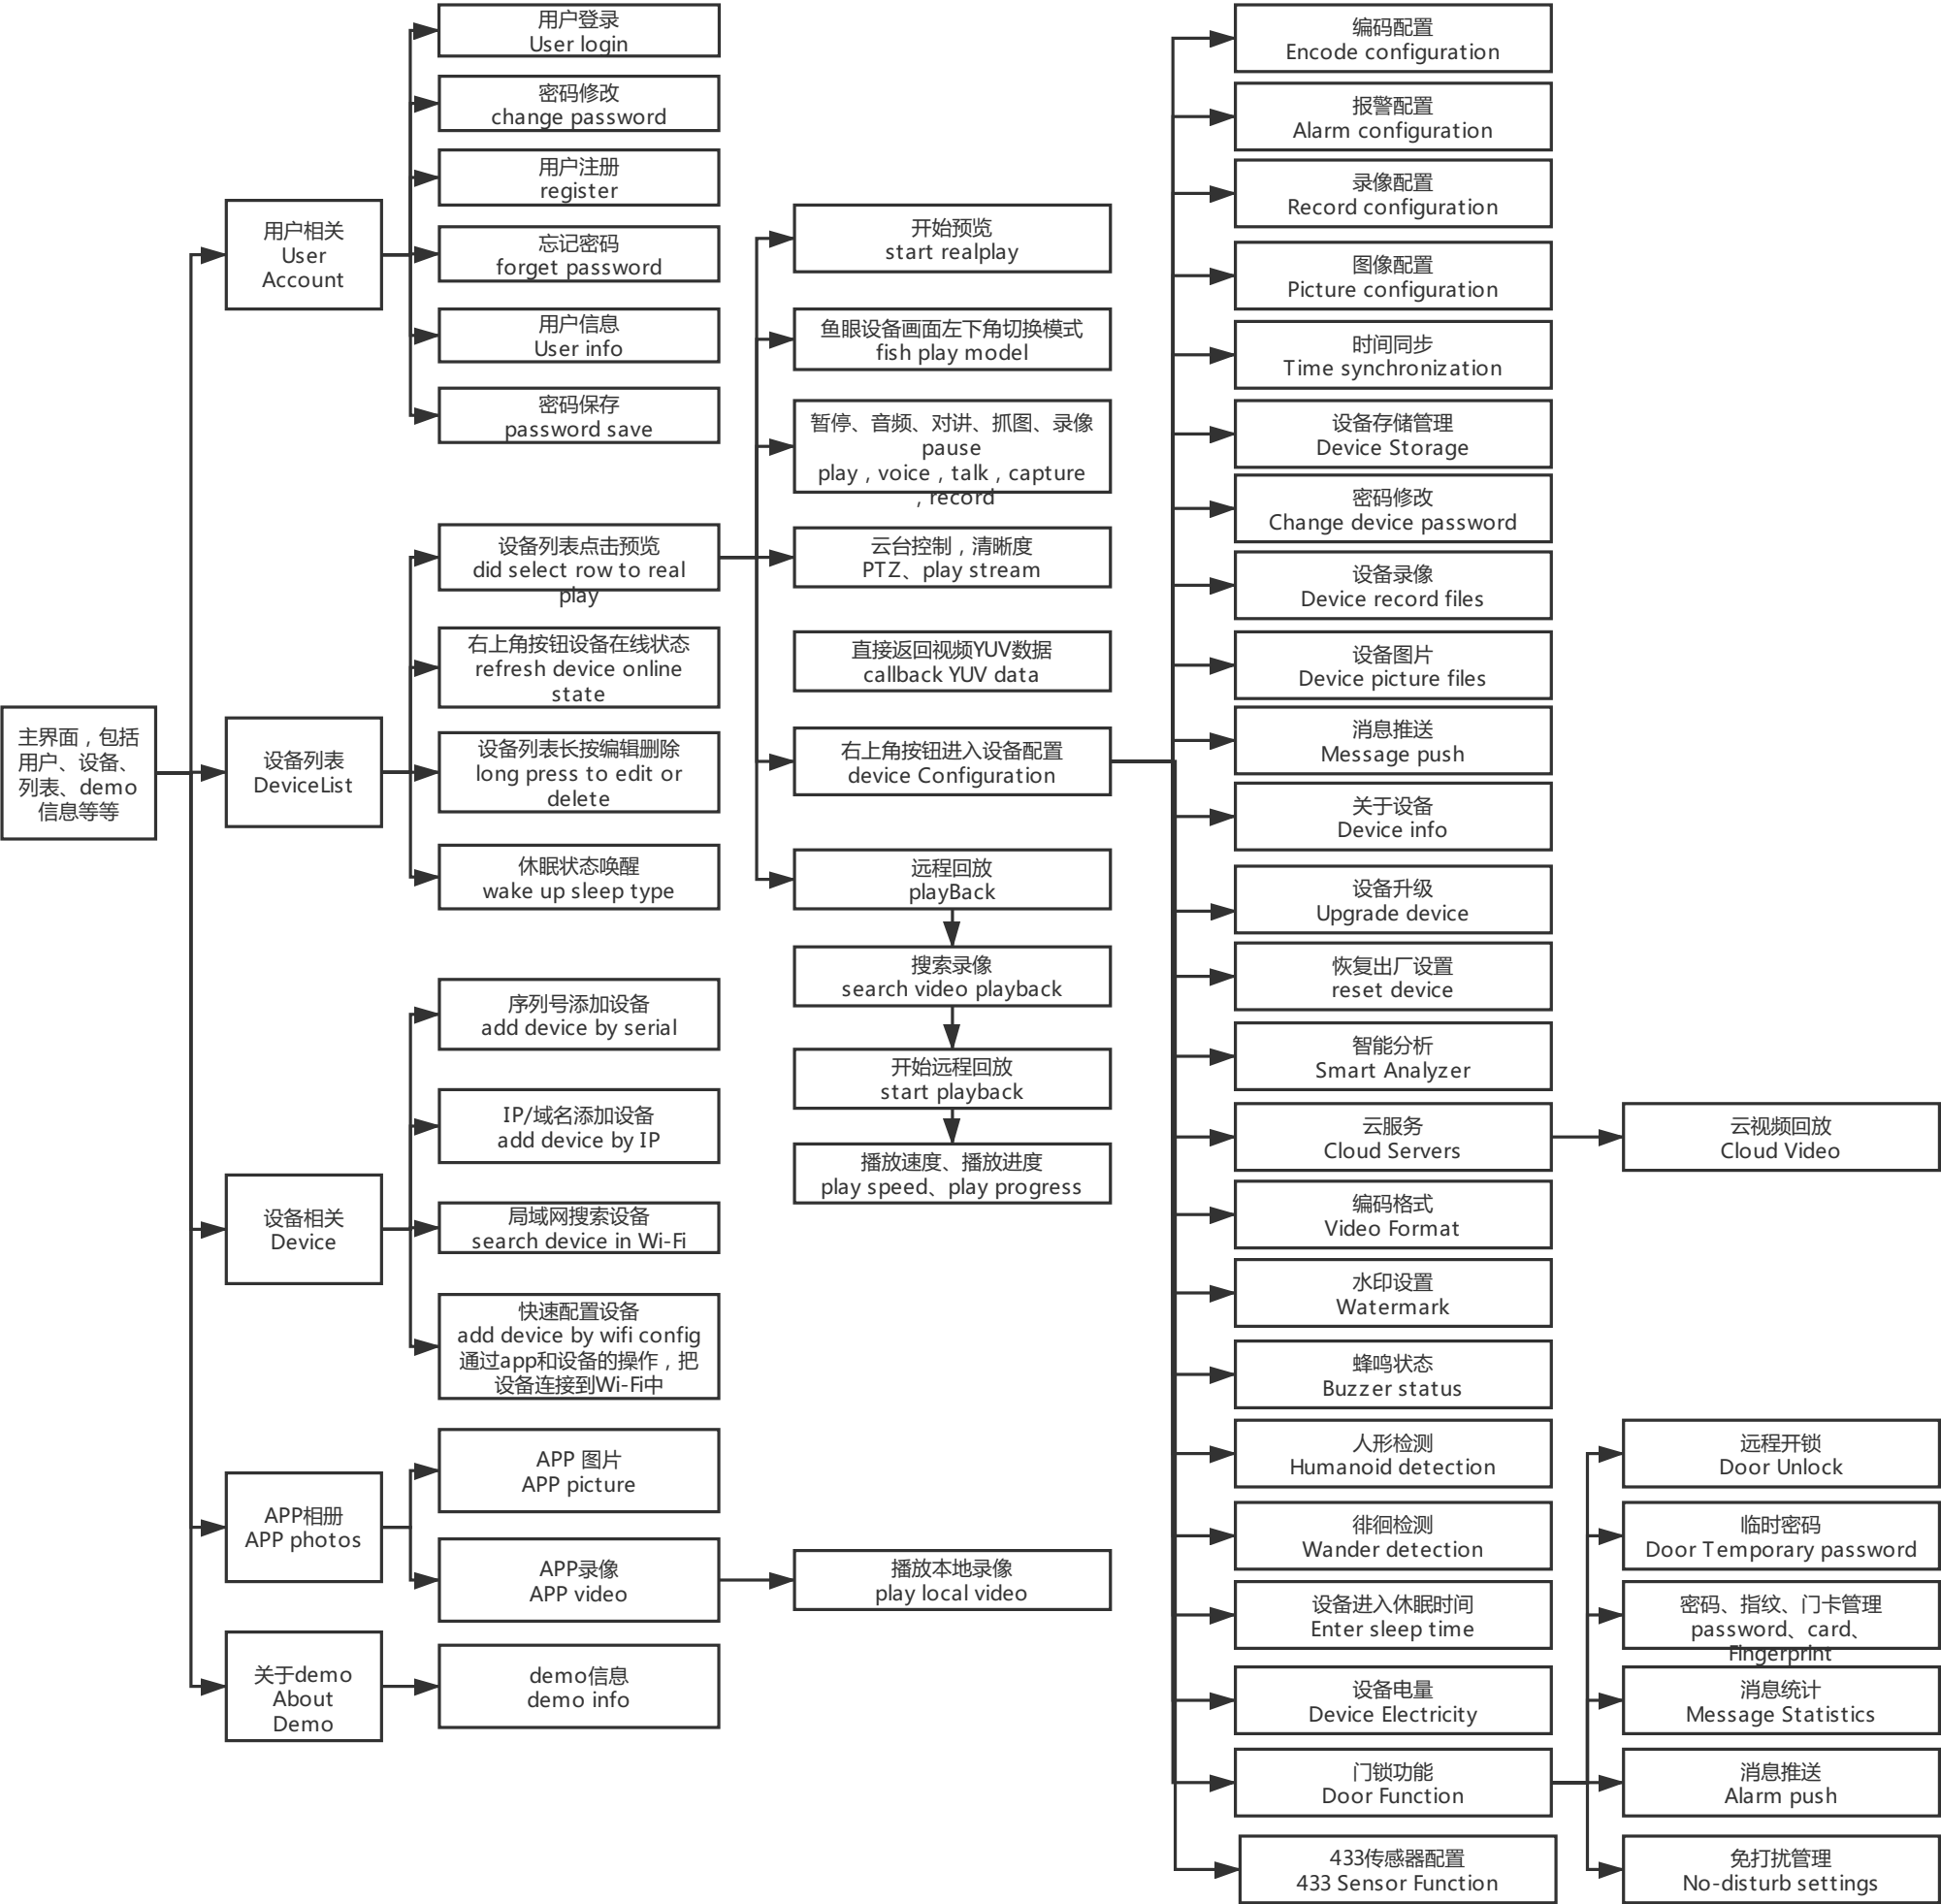 主界面，包括
用户、设备、
列表、demo
信息等等
用户相关
User
Account
设备列表
DeviceList
设备相关
Device
APP相册
APP photos
关于demo
About
Demo
用户登录
User login
密码修改
change password
用户注册
register
忘记密码
forget password
用户信息
User info
密码保存
password save
设备列表点击预览
did select row to real
play
右上角按钮设备在线状态
refresh device online
state
设备列表长按编辑删除
long press to edit or
delete
休眠状态唤醒
wake up sleep type
序列号添加设备
add device by serial
IP/域名添加设备
add device by IP
局域网搜索设备
search device in Wi-Fi
快速配置设备
add device by wifi config
通过app和设备的操作，把
设备连接到Wi-Fi中
APP 图片
APP picture
APP录像
APP video
demo信息
demo info
开始预览
start realplay
鱼眼设备画面左下角切换模式
fish play model
暂停、音频、对讲、抓图、录像
pause
play，voice，talk，capture
，record
云台控制，清晰度
PTZ、play stream
直接返回视频YUV数据
callback YUV data
右上角按钮进入设备配置
device Configuration
远程回放
playBack
搜索录像
search video playback
开始远程回放
start playback
播放速度、播放进度
play speed、play progress
播放本地录像
play local video
编码配置
Encode configuration
报警配置
Alarm configuration
录像配置
Record configuration
图像配置
Picture configuration
时间同步
Time synchronization
设备存储管理
Device Storage
密码修改
Change device password
设备录像
Device record files
设备图片
Device picture files
消息推送
Message push
关于设备
Device info
设备升级
Upgrade device
恢复出厂设置
reset device
智能分析
Smart Analyzer
云服务
Cloud Servers
编码格式
Video Format
水印设置
Watermark
蜂鸣状态
Buzzer status
人形检测
Humanoid detection
徘徊检测
Wander detection
设备进入休眠时间
Enter sleep time
设备电量
Device Electricity
门锁功能
Door Function
433传感器配置
433 Sensor Function
云视频回放
Cloud Video
远程开锁
Door Unlock
临时密码
Door Temporary password
密码、指纹、门卡管理
password、card、
Fingerprint
消息统计
Message Statistics
消息推送
Alarm push
免打扰管理
No-disturb settings